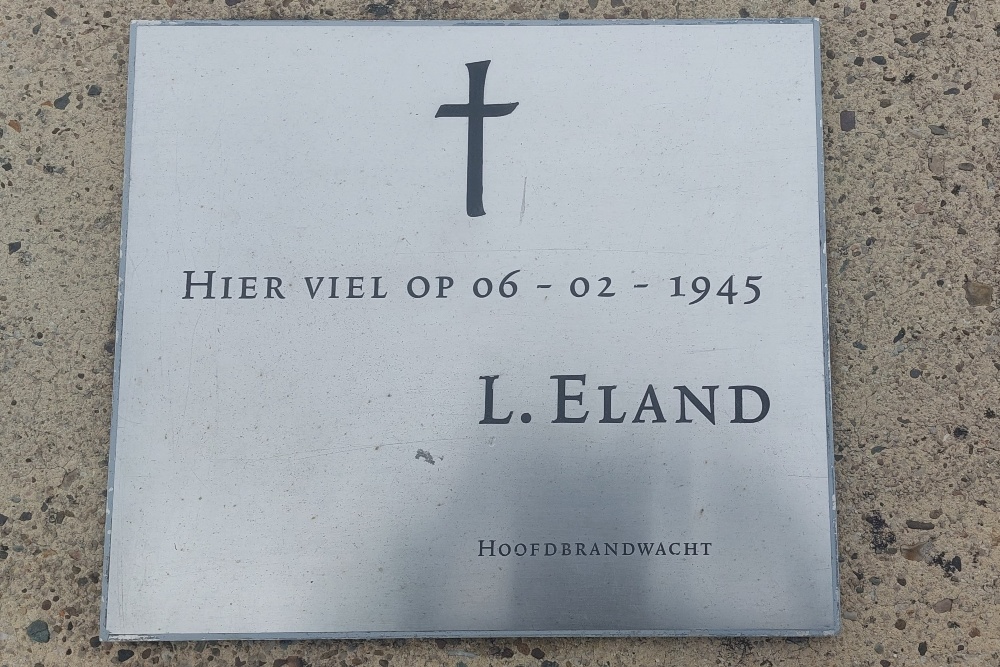 Hier viel op 06 - 02 - 1945
L. Eland
Hoofdbrandwacht